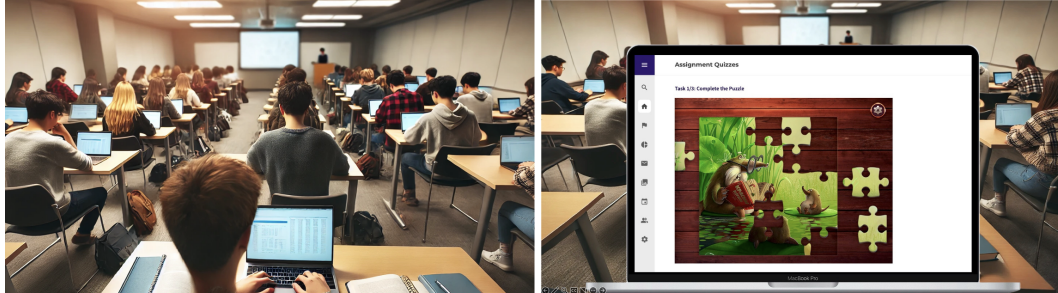 Assignment Quizzes
Task 1/3: Complete the Puzzle
MacBook Pro